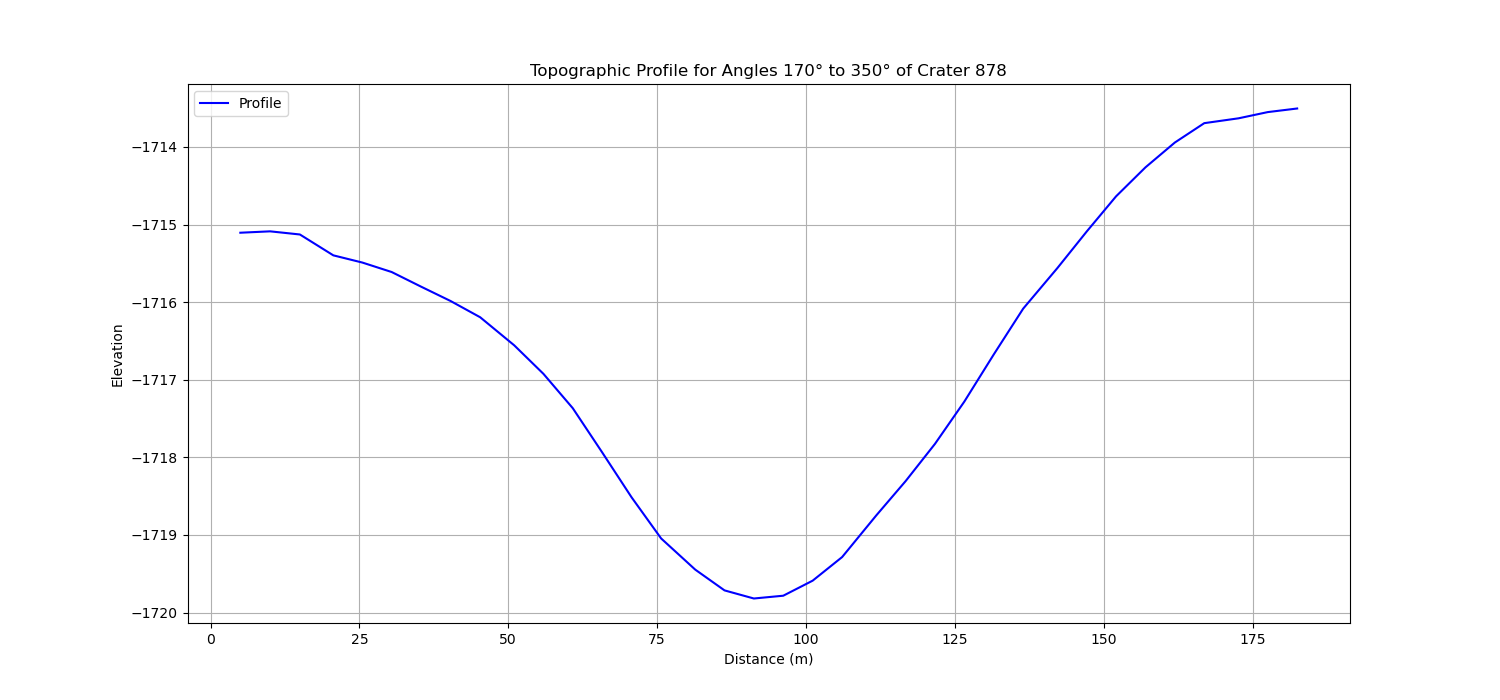 Topographic Profile for Angles 170° to 350° of Crater 878
Profile
−1714
−1715
−1716
−1717
−1718
−1719
−1720
Elevation
0 25 50 75 100 125 150 175
Distance (m)